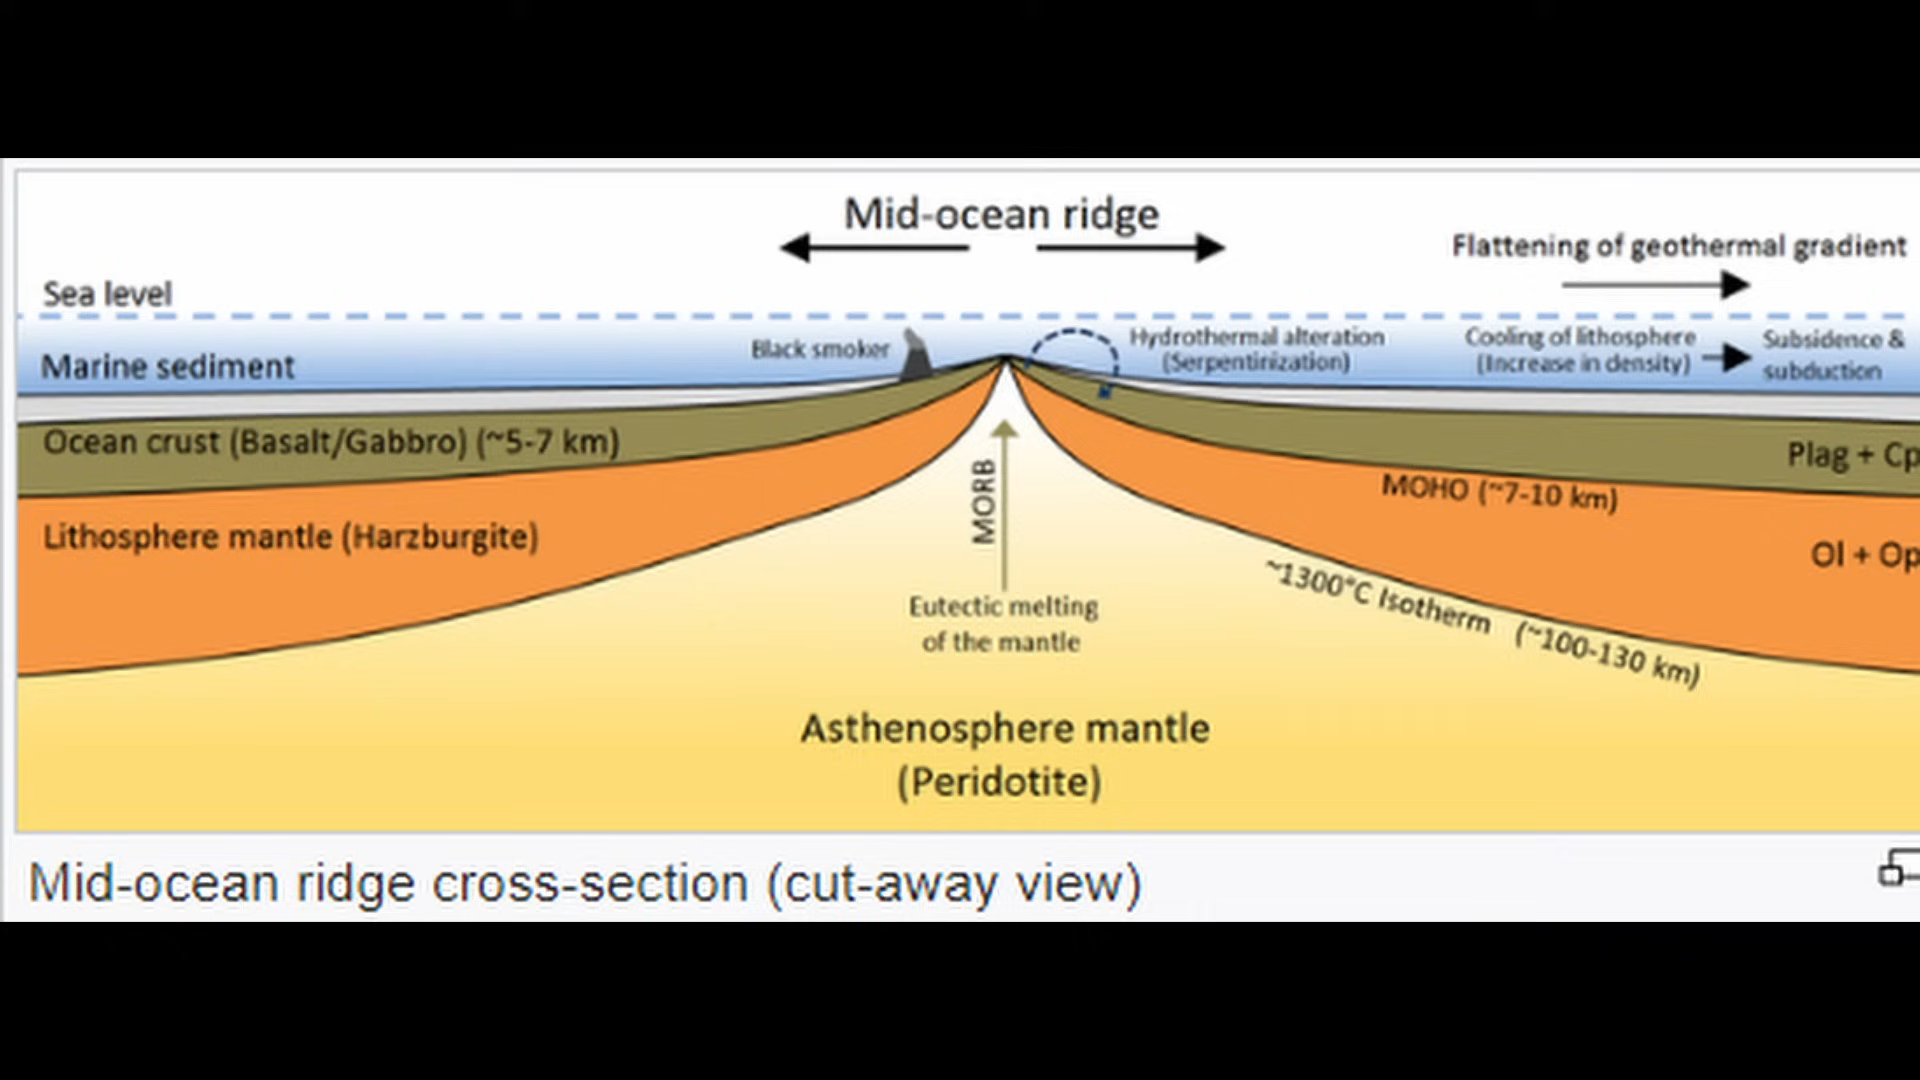 Mid-ocean ridge
Flattening of geothermal gradient
Sea level
Black smoker
Hydrothermal alteration
(Serpentinization)
Cooling of lithosphere
(Increase in density)
Subsidence &
subduction
Marine sediment
Ocean crust (Basalt/Gabbro) (~5-7 km)
Plag + Cp
MORB
MOHO (~7-10 km)
Lithosphere mantle (Harzburgite)
Ol + Op
~1300°C Isotherm (~100-130 km)
Eutectic melting
of the mantle
Asthenosphere mantle
(Peridotite)
Mid-ocean ridge cross-section (cut-away view)